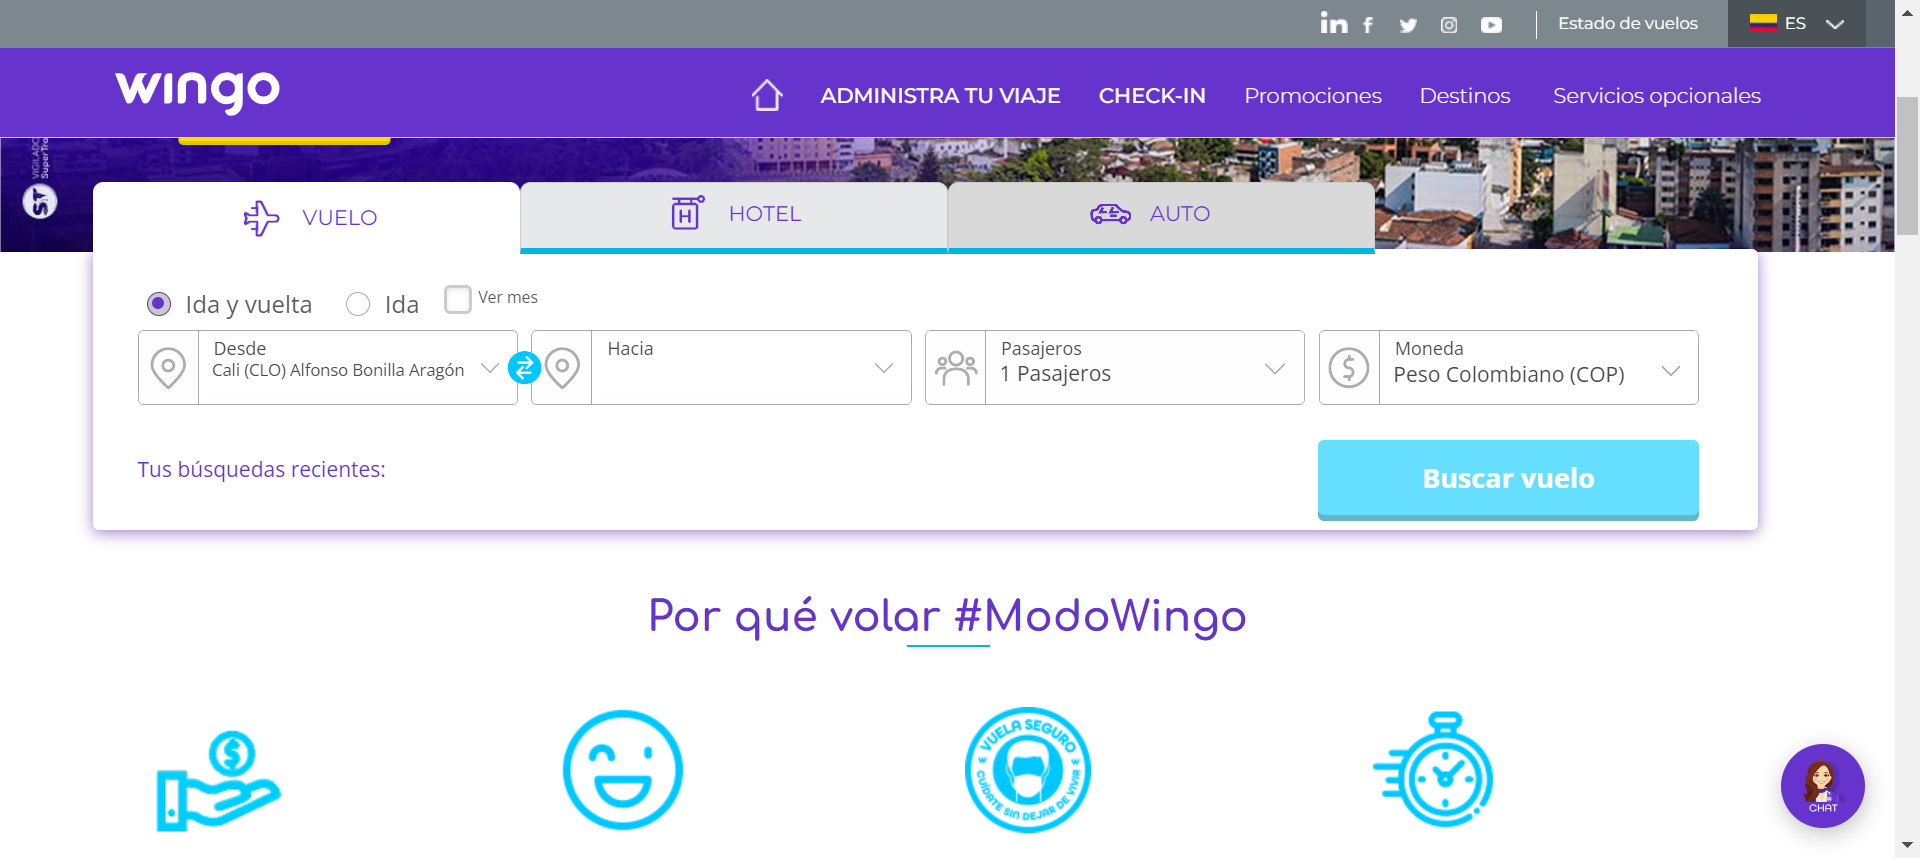 Estado de vuelos
ES
wingo
ADMINISTRA TU VIAJE
CHECK-IN
Promociones
Destinos
Servicios opcionales
VIGILADO
SuperTra
ST
VUELO
HOTEL
AUTO
Ida y vuelta
Ida
Ver mes
Desde
Cali (CLO) Alfonso Bonilla Aragón
Hacia
Pasajeros
1 Pasajeros
Moneda
Peso Colombiano (COP)
Tus búsquedas recientes:
Buscar vuelo
Por qué volar #ModoWingo
VUELA SEGURO
CUÍDATE SIN DEJAR DE VIVIR
CHAT